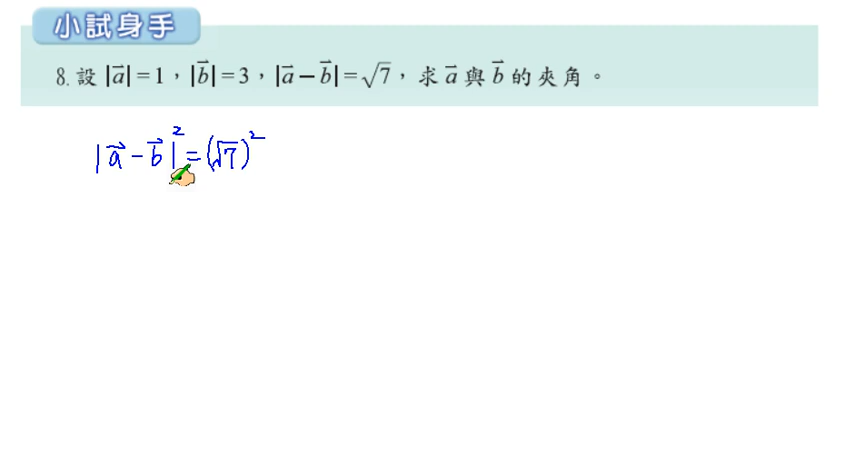 小試身手
8. 設 |a⃗| = 1，|b⃗| = 3，|a⃗ − b⃗| = √7，求 a⃗ 與 b⃗ 的夾角。
|a⃗ − b⃗|² = (√7)²